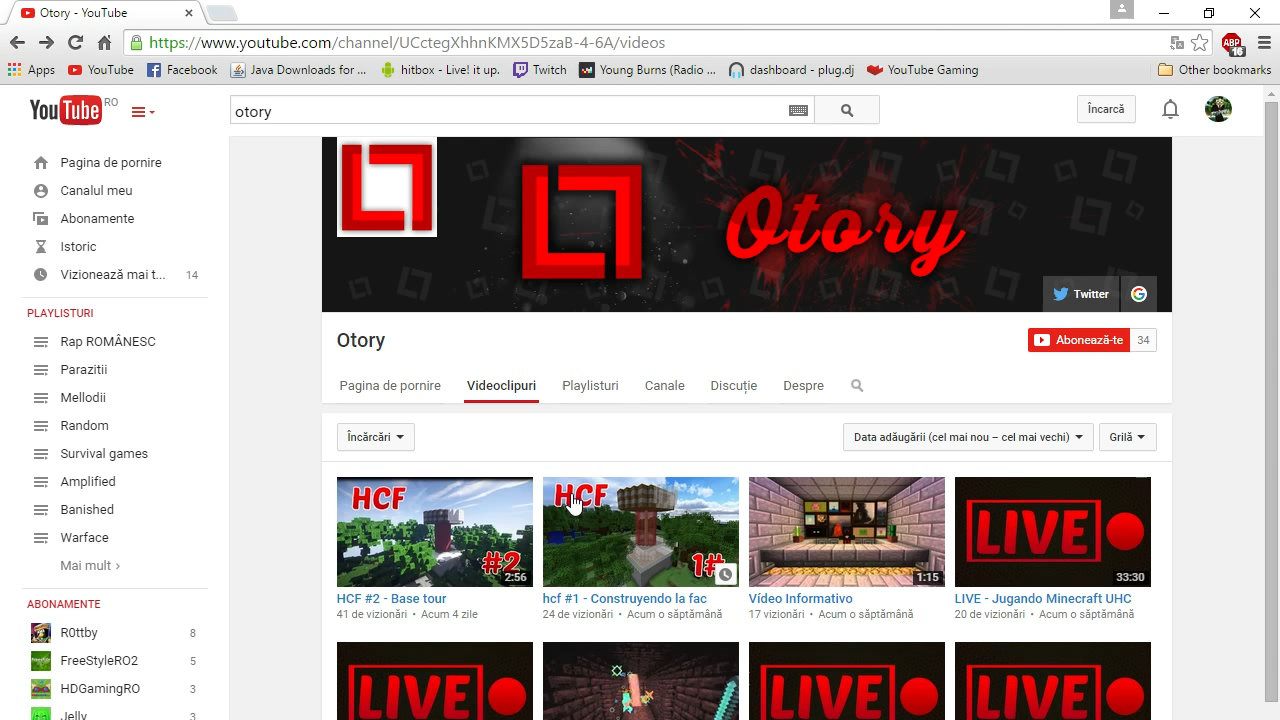 Otory - YouTube
https://www.youtube.com/channel/UCctegXhhnKMX5D5zaR-4-6A/videos
ABP
16
Apps
YouTube
Facebook
Java Downloads for ...
hitbox - Live! it up.
Twitch
Young Burns (Radio ...
dashboard - plug.dj
YouTube Gaming
Other bookmarks
YouTube RO
otory
Încarcă
Pagina de pornire
Canalul meu
Abonamente
Istoric
Vizionează mai t... 14
PLAYLISTURI
Rap ROMÂNESC
Parazitii
Mellodii
Random
Survival games
Amplified
Banished
Warface
Mai mult ›
ABONAMENTE
R0ttby 8
FreeStyleRO2 5
HDGamingRO 3
Jelly 3
Otory
Twitter
Otory
Abonează-te 34
Pagina de pornire
Videoclipuri
Playlisturi
Canale
Discuție
Despre
Încărcări
Data adăugării (cel mai nou – cel mai vechi)
Grilă
HCF
#2
2:56
HCF #2 - Base tour
41 de vizionări • Acum 4 zile
HCF
1#
hcf #1 - Construyendo la fac
24 de vizionări • Acum o săptămână
1:15
Vídeo Informativo
17 vizionări • Acum o săptămână
LIVE
33:30
LIVE - Jugando Minecraft UHC
20 de vizionări • Acum o săptămână
LIVE
LIVE
LIVE